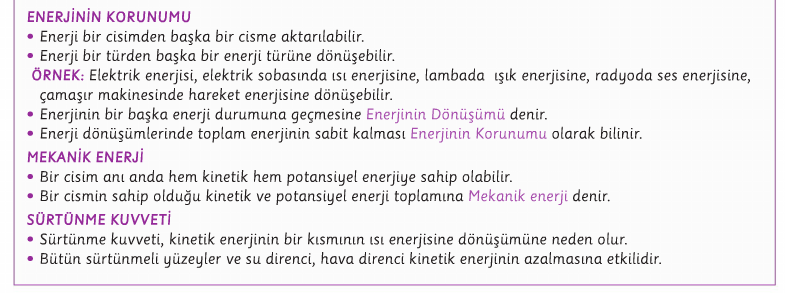 ENERJİNİN KORUNUMU
• Enerji bir cisimden başka bir cisme aktarılabilir.
• Enerji bir türden başka bir enerji türüne dönüşebilir.
ÖRNEK: Elektrik enerjisi, elektrik sobasında ısı enerjisine, lambada ışık enerjisine, radyoda ses enerjisine,
çamaşır makinesinde hareket enerjisine dönüşebilir.
• Enerjinin bir başka enerji durumuna geçmesine Enerjinin Dönüşümü denir.
• Enerji dönüşümlerinde toplam enerjinin sabit kalması Enerjinin Korunumu olarak bilinir.
MEKANİK ENERJİ
• Bir cisim anı anda hem kinetik hem potansiyel enerjiye sahip olabilir.
• Bir cismin sahip olduğu kinetik ve potansiyel enerji toplamına Mekanik enerji denir.
SÜRTÜNME KUVVETİ
• Sürtünme kuvveti, kinetik enerjinin bir kısmının ısı enerjisine dönüşümüne neden olur.
• Bütün sürtünmeli yüzeyler ve su direnci, hava direnci kinetik enerjinin azalmasına etkilidir.